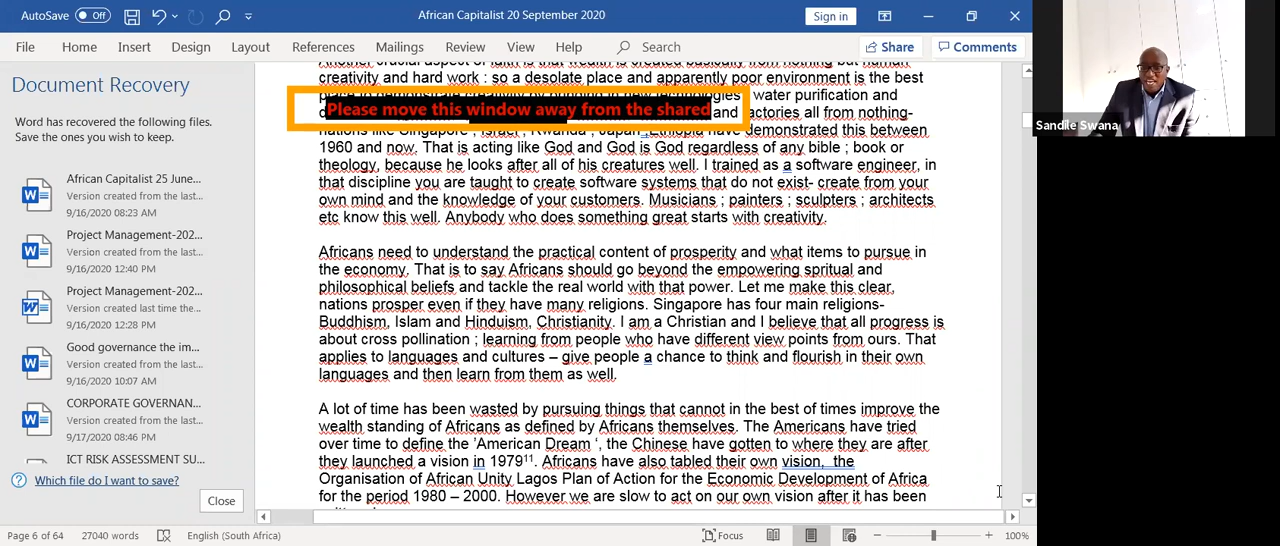 AutoSave Off
African Capitalist 20 September 2020
Sign in
File Home Insert Design Layout References Mailings Review View Help Search Share Comments
Document Recovery
Word has recovered the following files.
Save the ones you wish to keep.
African Capitalist 25 June...
Version created from the last...
9/16/2020 08:23 AM
Project Management-202...
Version created from the last...
9/16/2020 12:40 PM
Project Management-202...
Version created last time the...
9/16/2020 12:28 PM
Good governance the im...
Version created from the last...
9/16/2020 10:07 AM
CORPORATE GOVERNAN...
Version created from the last...
9/17/2020 08:46 PM
ICT RISK ASSESSMENT SU...
Which file do I want to save?
Close
Another crucial aspect of faith is that wealth is created basically from nothing but human
creativity and hard work : so a desolate place and apparently poor environment is the best
water purification and
Please move this window away from the shared
and factories all from nothing-
nations like Singapore ; Israel ; Rwanda ; Japan ; Ethiopia have demonstrated this between
1960 and now. That is acting like God and God is God regardless of any bible ; book or
theology, because he looks after all of his creatures well. I trained as a software engineer, in
that discipline you are taught to create software systems that do not exist- create from your
own mind and the knowledge of your customers. Musicians ; painters ; sculpters ; architects
etc know this well. Anybody who does something great starts with creativity.
Africans need to understand the practical content of prosperity and what items to pursue in
the economy. That is to say Africans should go beyond the empowering spritual and
philosophical beliefs and tackle the real world with that power. Let me make this clear,
nations prosper even if they have many religions. Singapore has four main religions-
Buddhism, Islam and Hinduism, Christianity. I am a Christian and I believe that all progress is
about cross pollination ; learning from people who have different view points from ours. That
applies to languages and cultures – give people a chance to think and flourish in their own
languages and then learn from them as well.
A lot of time has been wasted by pursuing things that cannot in the best of times improve the
wealth standing of Africans as defined by Africans themselves. The Americans have tried
over time to define the 'American Dream ', the Chinese have gotten to where they are after
they launched a vision in 1979¹¹. Africans have also tabled their own vision, the
Organisation of African Unity Lagos Plan of Action for the Economic Development of Africa
for the period 1980 – 2000. However we are slow to act on our own vision after it has been
Page 6 of 64 27040 words English (South Africa) Focus 100%
Sandile Swana